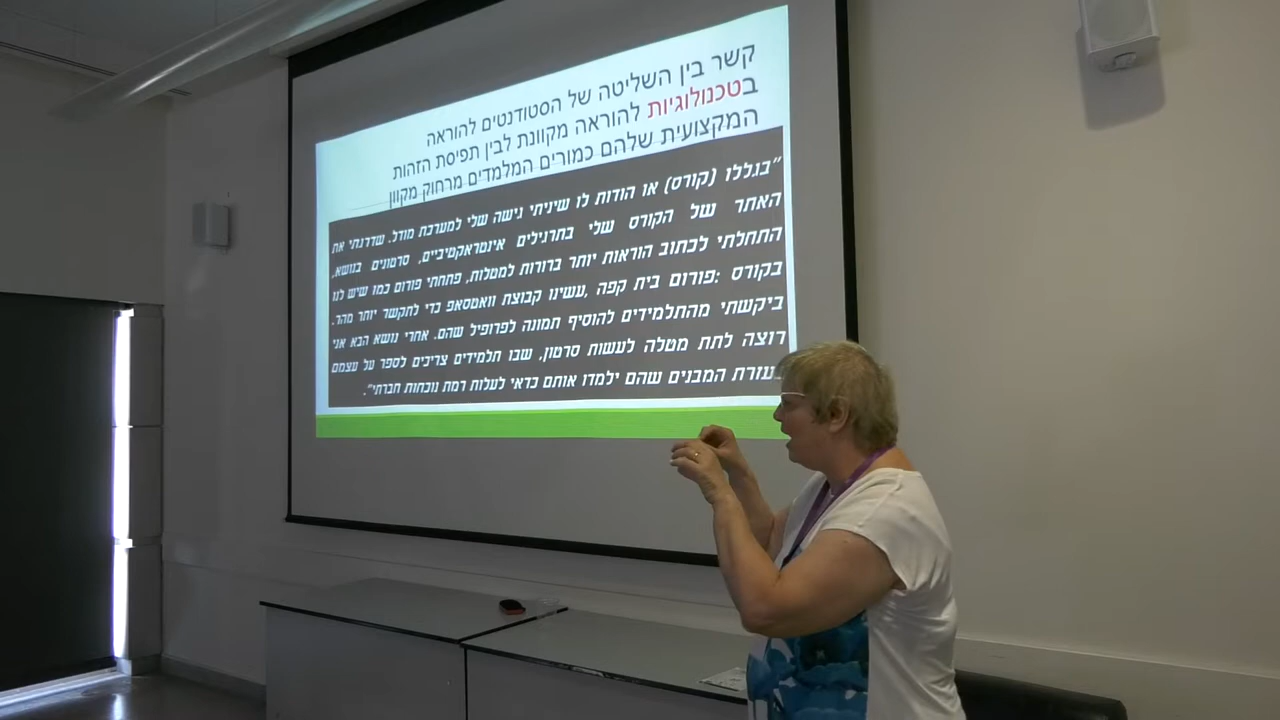 קשר בין השליטה של הסטודנטים להוראה
בטכנולוגיות להוראה מקוונת לבין תפיסת הזהות
המקצועית שלהם כמורים המלמדים מרחוק מקוון
"בגללו (קורס) או הודות לו שיניתי גישה שלי למערכת מודל. שדרגתי את
האתר של הקורס שלי בתרגילים אינטראקטיביים, סרטונים בנושא,
התחלתי לכתוב הוראות יותר ברורות למטלות, פתחתי פורום כמו שיש לנו
בקורס :פורום בית קפה ,עשינו קבוצת וואטסאפ כדי לתקשר יותר מהר.
ביקשתי מהתלמידים להוסיף תמונה לפרופיל שהם. אחרי נושא הבא אני
רוצה לתת מטלה לעשות סרטון, שבו תלמידים צריכים לספר על עצמם
בעזרת המבנים שהם ילמדו אותם כדאי לעלות רמת נוכחות חברתי".